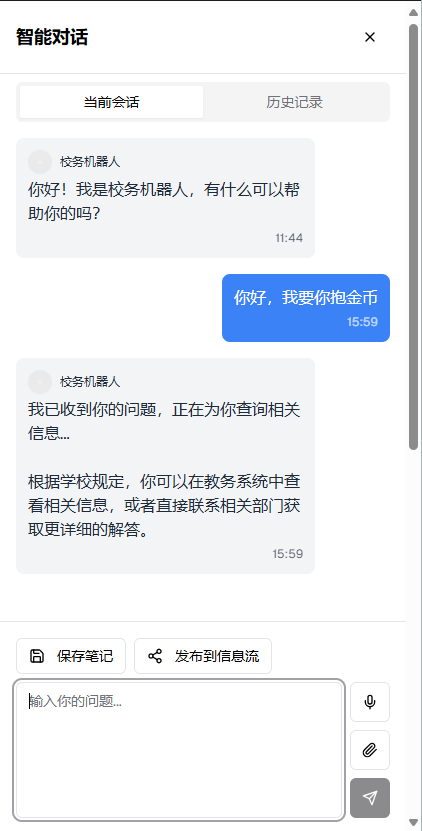 智能对话
当前会话
历史记录
校务机器人
你好！我是校务机器人，有什么可以帮
助你的吗？
11:44
你好，我要你抱金币
15:59
校务机器人
我已收到你的问题，正在为你查询相关
信息...
根据学校规定，你可以在教务系统中查
看相关信息，或者直接联系相关部门获
取更详细的解答。
15:59
保存笔记
发布到信息流
输入你的问题...